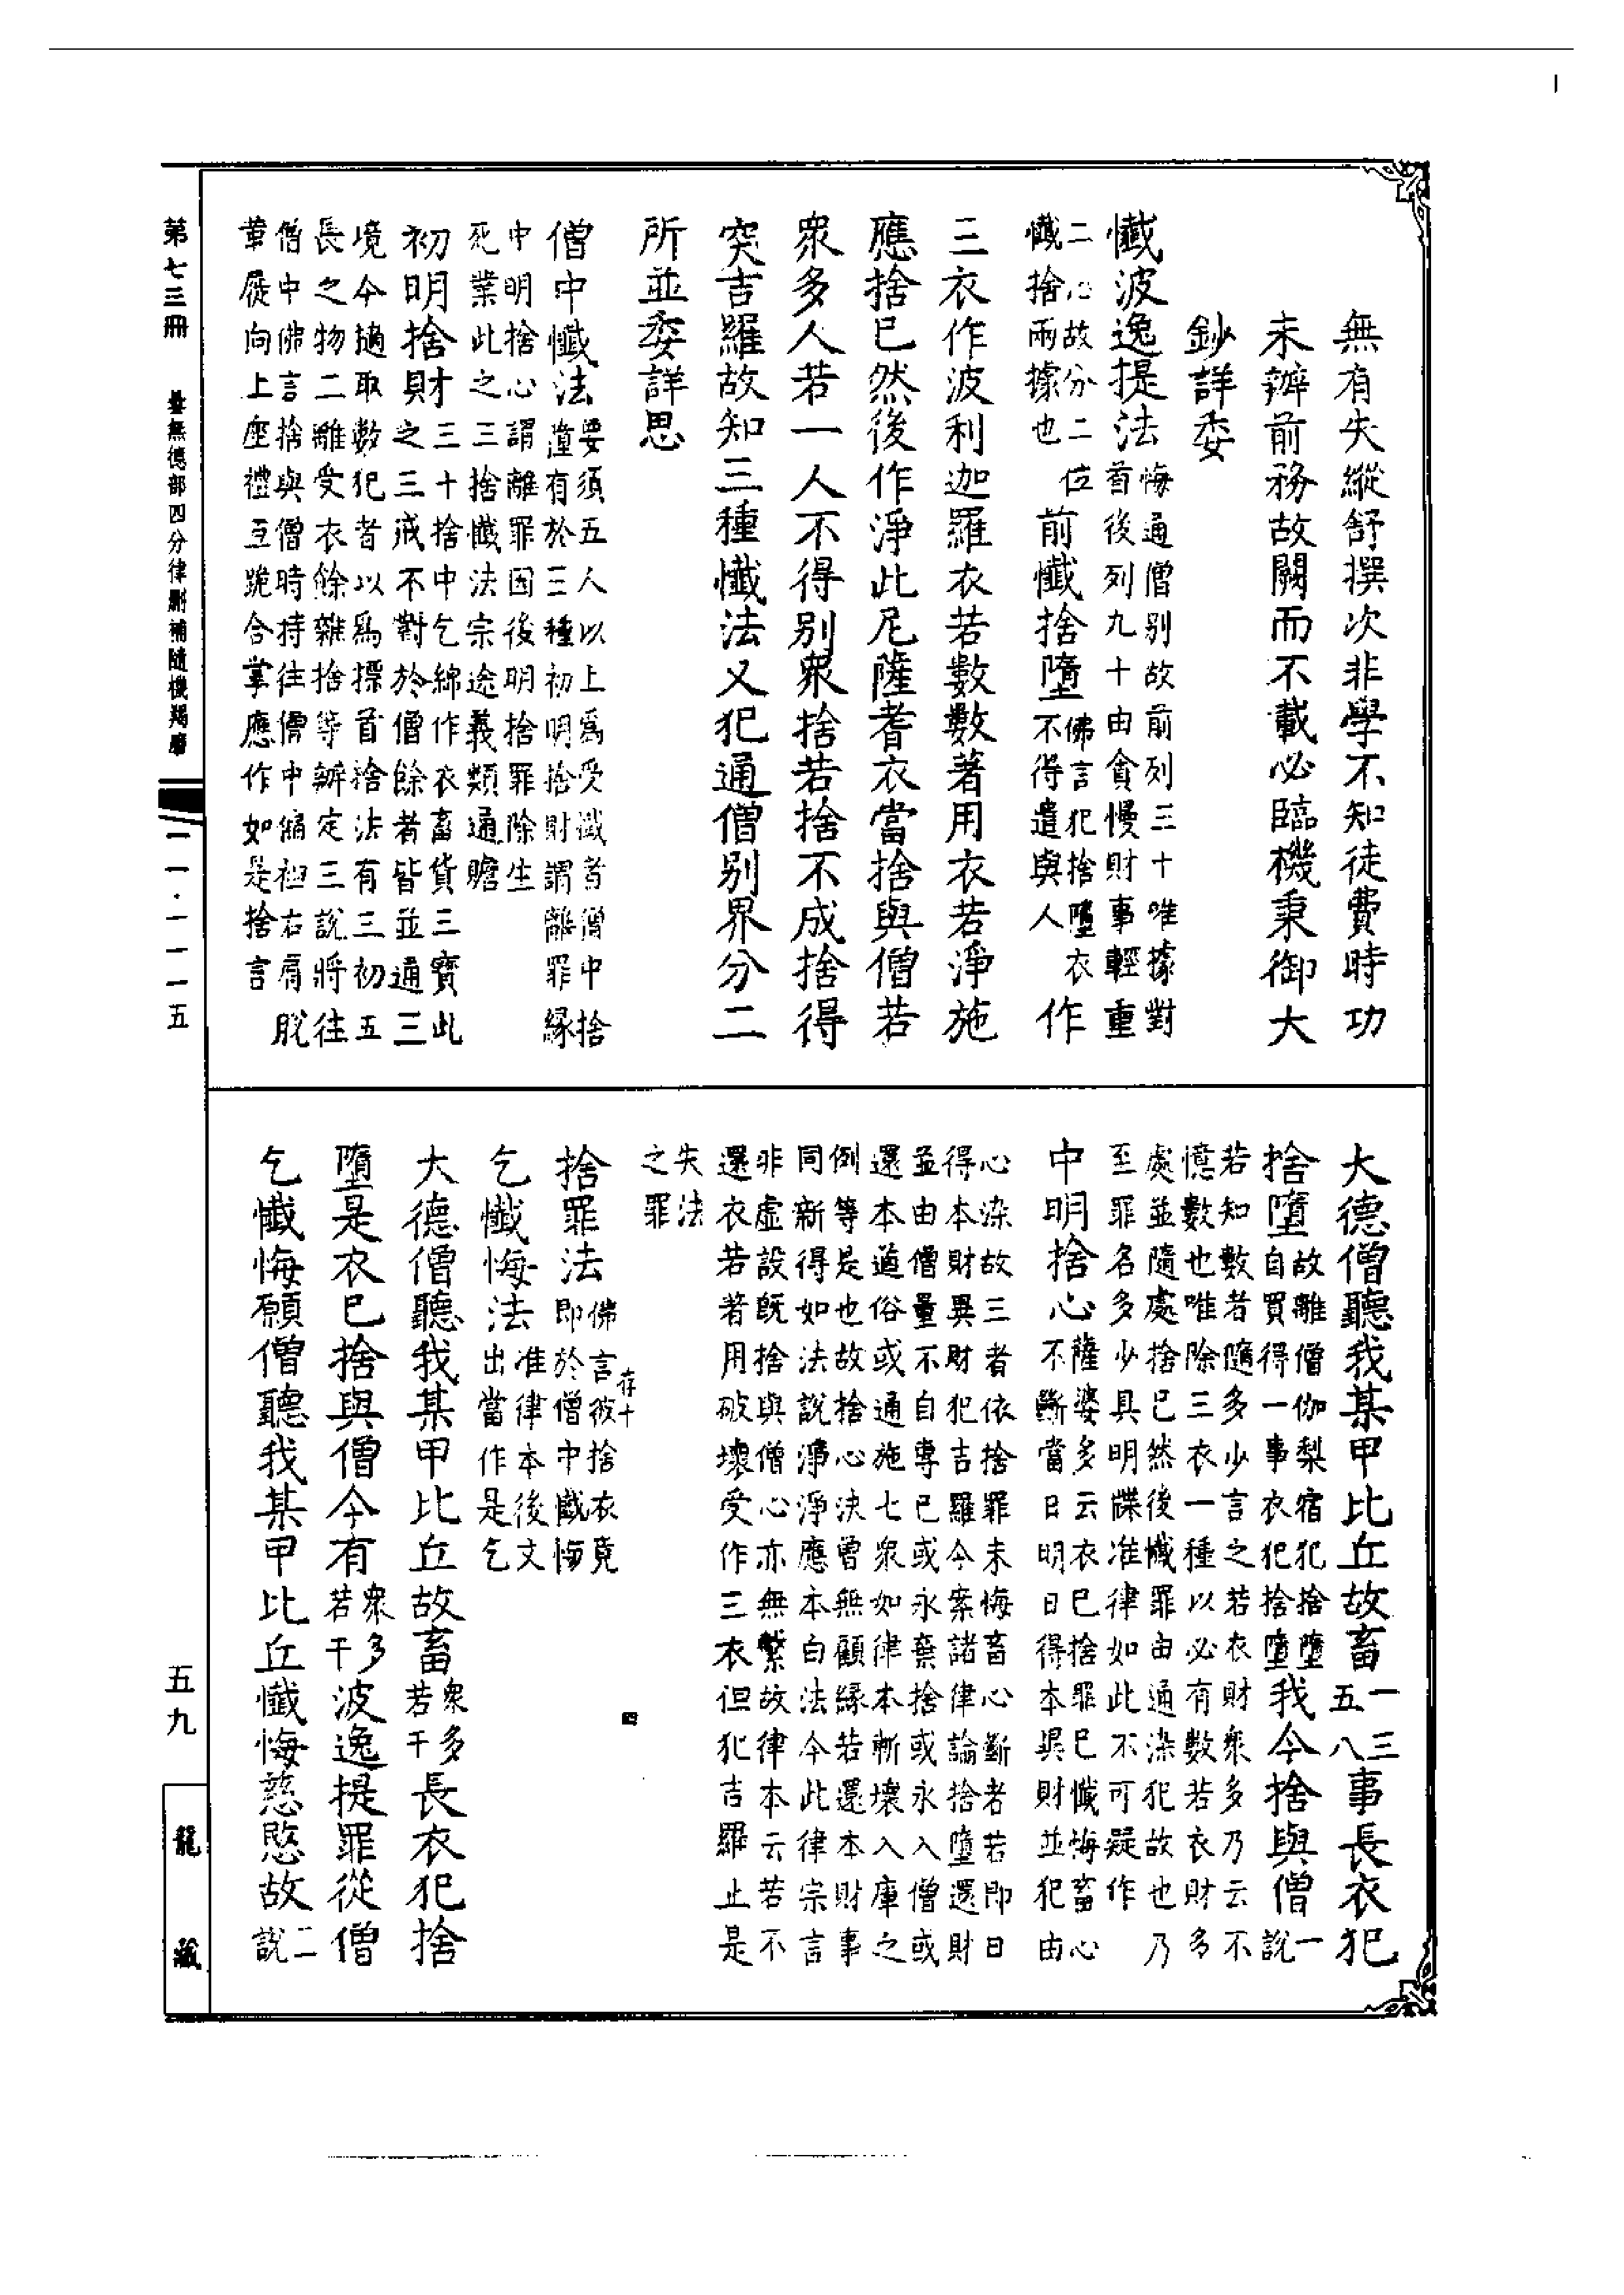 無有失縱舒撰次非學不知徒費時功
未辦前務故闕而不載必臨機秉御大
鈔詳委
懺波逸提法悔通僧別故前列三十唯據對
首後列九十由貪慢財事輕重
二心故分二位
懺捨兩據也
前懺捨墮佛言犯捨墮衣
不得遣與人
作
三衣作波利迦羅衣若數數著用衣若淨施
應捨已然後作淨此尼薩耆衣當捨與僧若
眾多人若一人不得別眾捨若捨不成捨得
突吉羅故知三種懺法又犯通僧別界分二
所並委詳思
僧中懺法要須五人以上爲受懺者僧中捨
墮有於三種初明捨財謂離罪緣
中明捨心謂離罪因後明捨罪除生
死業此之三捨懺法宗途義類通瞻
初明捨財三十捨中乞綿作衣畜貨三寶此
之三戒不對於僧餘者皆並通三
境今擿取數犯者以爲標首捨法有三初五
長之物二離受衣餘雜捨等辦定三說將往
僧中佛言捨與僧時持往僧中偏袒右肩脫
革屣向上座禮互跪合掌應作如是捨言
第七三冊 曇無德部四分律刪補隨機羯磨 一一·一一一五
大德僧聽我某甲比丘故畜一三
五八
事長衣犯
捨墮故離僧伽梨宿犯捨墮
自買得一事衣犯捨墮
我今捨與僧一
說
若知數者隨多少言之若衣財眾多乃云不
憶數也唯除三衣一種以必有數若衣財多
處並隨處捨已然後懺罪由通染犯故也乃
至罪名多少具明牒准律如此不可疑作
中明捨心薩婆多云衣已捨罪已懺悔畜心
不斷當日明日得本異財並犯由
心染故三者依捨罪未悔畜心斷者若即日
得本財異財犯吉羅今案諸律論捨墮還財
並由僧量不自專已或永棄捨或永入僧或
還本道俗或通施七眾如律本斬壞入庫之
例等是也故捨心決曾無顧緣若還本財事
同新得如法說淨淨應本白法今此律宗言
非虛設既捨與僧心亦無繫故律本云若不
還衣若著用破壞受作三衣但犯吉羅止是
失法
之罪
存十
四
捨罪法佛言彼捨衣竟
即於僧中懺悔
乞懺悔法准律本後文
出當作是乞
大德僧聽我某甲比丘故畜眾多
若干
長衣犯捨
墮是衣已捨與僧今有眾多
若干
波逸提罪從僧
乞懺悔願僧聽我某甲比丘懺悔慈愍故二
說
五九
龍藏